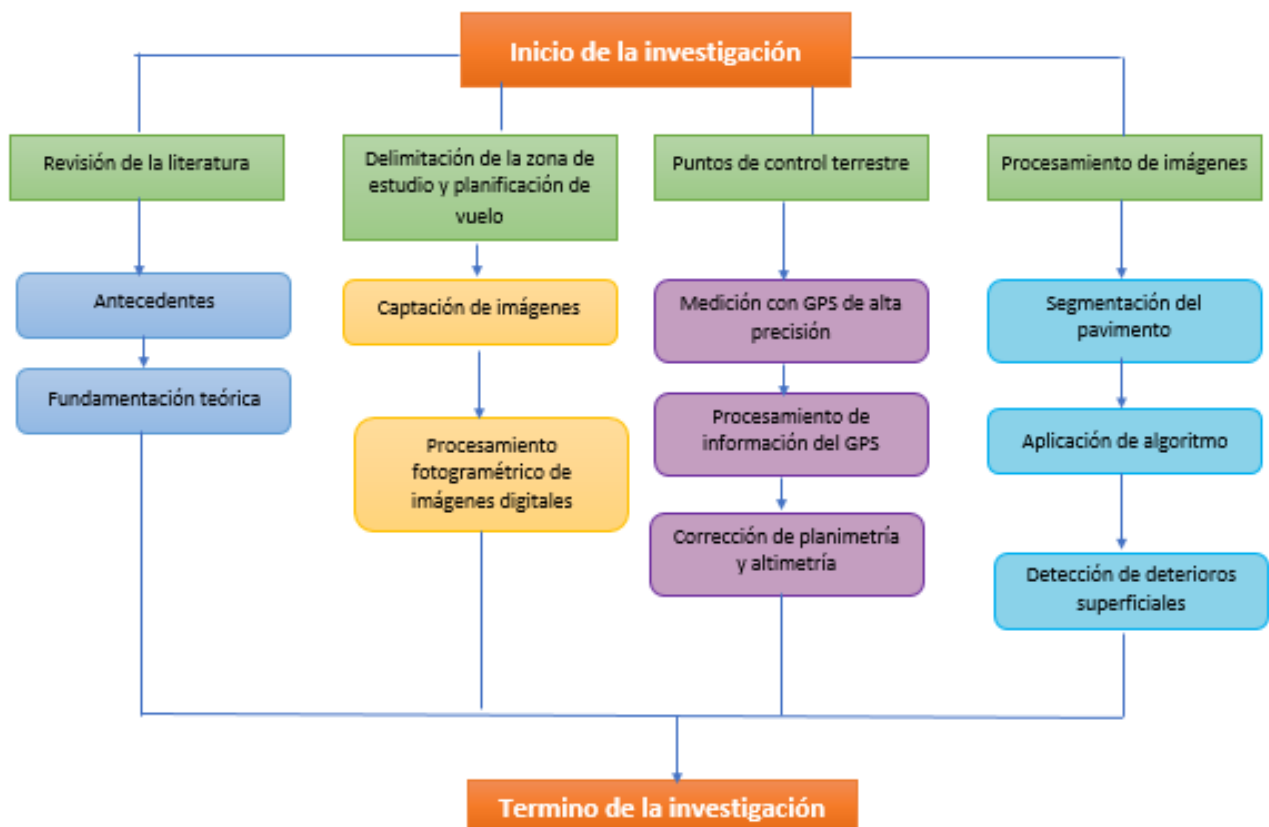 Inicio de la investigación
Revisión de la literatura
Antecedentes
Fundamentación teórica
Delimitación de la zona de
estudio y planificación de
vuelo
Captación de imágenes
Procesamiento
fotogramétrico de
imágenes digitales
Puntos de control terrestre
Medición con GPS de alta
precisión
Procesamiento de
información del GPS
Corrección de planimetría
y altimetría
Procesamiento de imágenes
Segmentación del
pavimento
Aplicación de algoritmo
Detección de deterioros
superficiales
Termino de la investigación